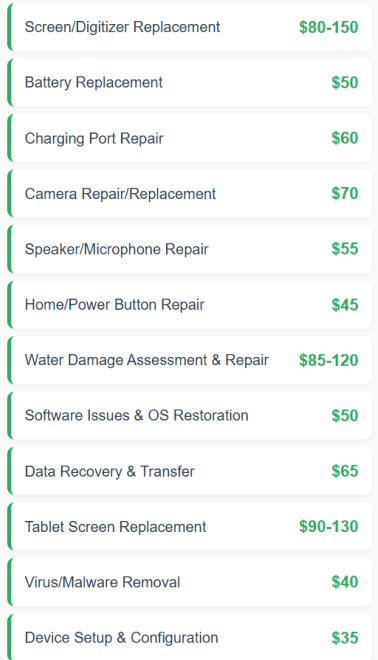 Screen/Digitizer Replacement $80-150
Battery Replacement $50
Charging Port Repair $60
Camera Repair/Replacement $70
Speaker/Microphone Repair $55
Home/Power Button Repair $45
Water Damage Assessment & Repair $85-120
Software Issues & OS Restoration $50
Data Recovery & Transfer $65
Tablet Screen Replacement $90-130
Virus/Malware Removal $40
Device Setup & Configuration $35